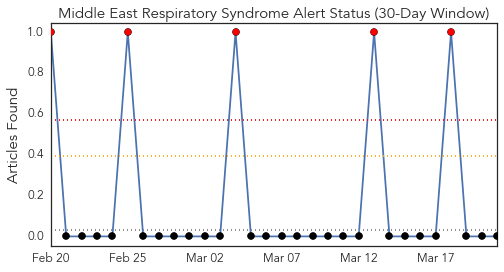 Middle East Respiratory Syndrome Alert Status (30-Day Window)
Articles Found
1.0
0.8
0.6
0.4
0.2
0.0
Feb 20 Feb 25 Mar 02 Mar 07 Mar 12 Mar 17